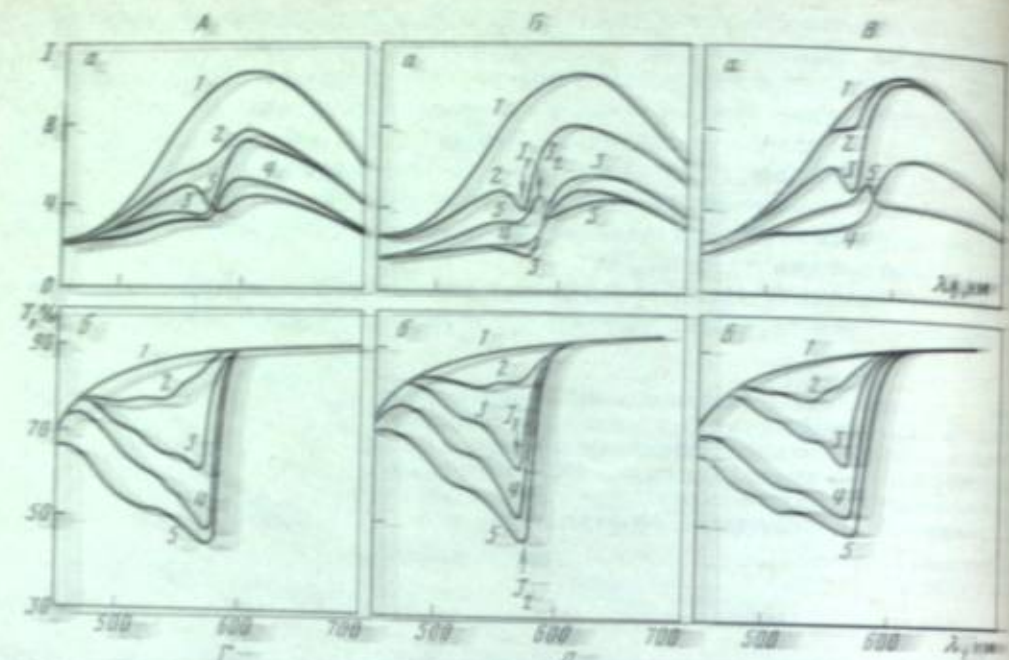 А Б В
I а а а
1 1 1
8 2 I₁ I₂ 2
3 5 4 2 3 3 5
4 3 5 4 5 4
0 3 λφ, нм
T, % б б б
90 1 1 1
2 2 2
70 3 3 I₁ 3
50 4 4 4
5 5 5
I₂
30
500 600 700 500 600 700 500 600 λ, нм
Г